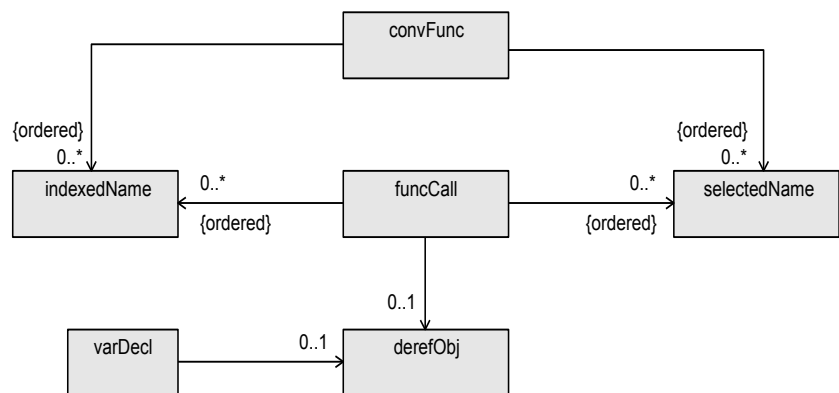 convFunc
{ordered}
{ordered}
0..*
0..*
indexedName
0..*
funcCall
0..*
selectedName
{ordered}
{ordered}
0..1
varDecl
0..1
derefObj